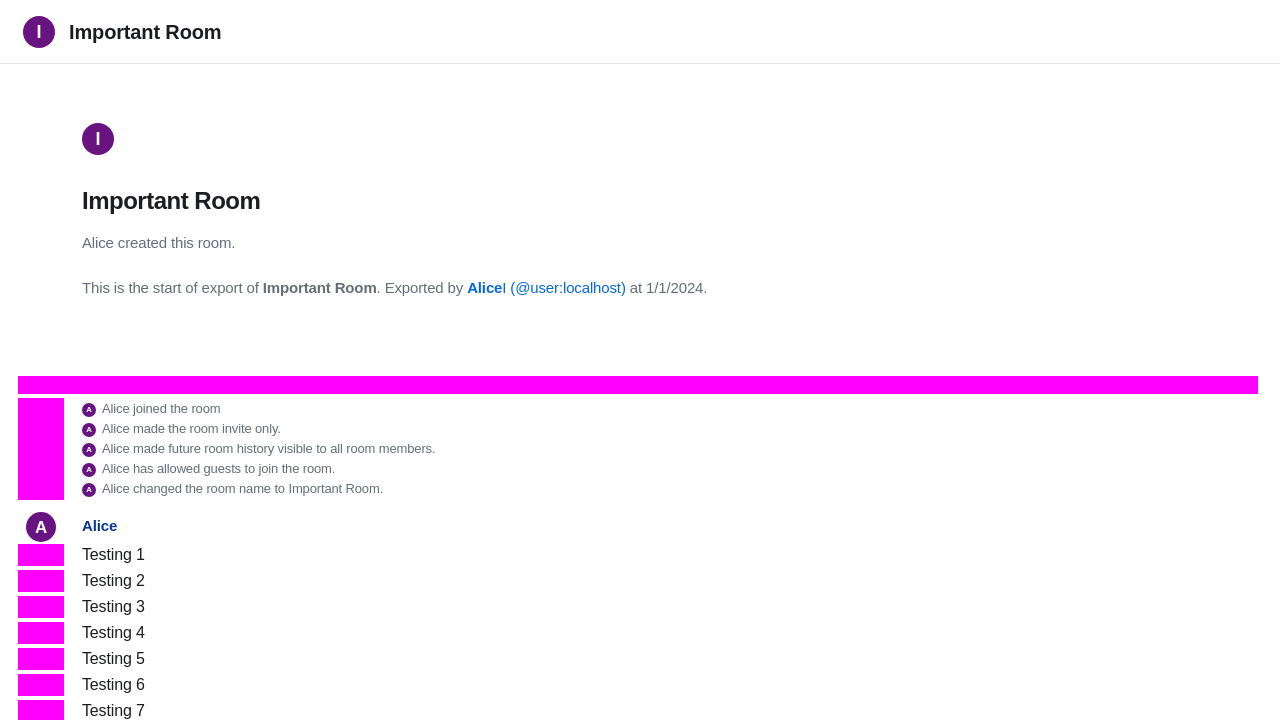 I Important Room
I
Important Room
Alice created this room.
This is the start of export of Important Room. Exported by AliceI (@user:localhost) at 1/1/2024.
A Alice joined the room
A Alice made the room invite only.
A Alice made future room history visible to all room members.
A Alice has allowed guests to join the room.
A Alice changed the room name to Important Room.
A Alice
Testing 1
Testing 2
Testing 3
Testing 4
Testing 5
Testing 6
Testing 7